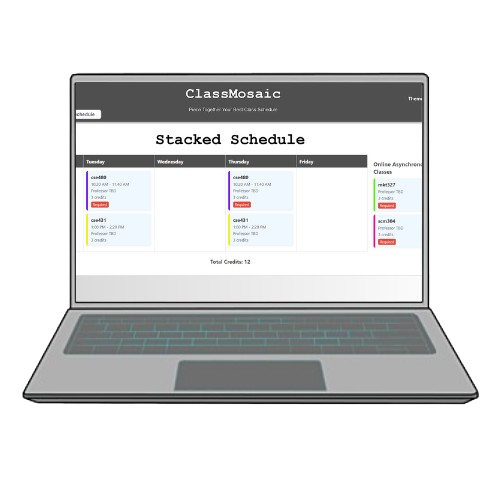 ClassMosaic
Piece Together Your Best Class Schedule
Theme
schedule
Stacked Schedule
Tuesday Wednesday Thursday Friday
Online Asynchronous
Classes
cse480
10:20 AM - 11:40 AM
Professor TBD
3 credits
Required
cse480
10:20 AM - 11:40 AM
Professor TBD
3 credits
Required
mkt327
Professor TBD
3 credits
Required
cse431
1:00 PM - 2:20 PM
Professor TBD
3 credits
cse431
1:00 PM - 2:20 PM
Professor TBD
3 credits
scm304
Professor TBD
3 credits
Required
Total Credits: 12